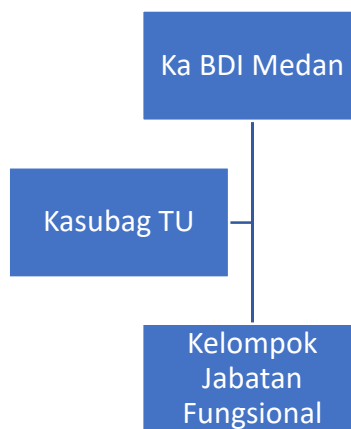 Ka BDI Medan
Kasubag TU
Kelompok
Jabatan
Fungsional